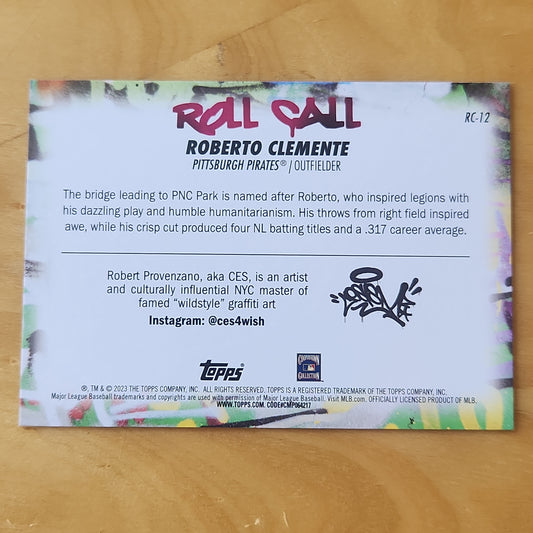 ROLL CALL
RC-12
ROBERTO CLEMENTE
PITTSBURGH PIRATES® / OUTFIELDER
The bridge leading to PNC Park is named after Roberto, who inspired legions with
his dazzling play and humble humanitarianism. His throws from right field inspired
awe, while his crisp cut produced four NL batting titles and a .317 career average.
Robert Provenzano, aka CES, is an artist
and culturally influential NYC master of
famed “wildstyle” graffiti art
Instagram: @ces4wish
TOPPS
COOPERSTOWN
COLLECTION
®, TM & © 2023 THE TOPPS COMPANY, INC. ALL RIGHTS RESERVED. TOPPS IS A REGISTERED TRADEMARK OF THE TOPPS COMPANY, INC.
Major League Baseball trademarks and copyrights are used with permission of Major League Baseball. Visit MLB.com. OFFICIALLY LICENSED PRODUCT OF MLB.
WWW.TOPPS.COM. CODE#CMP064217